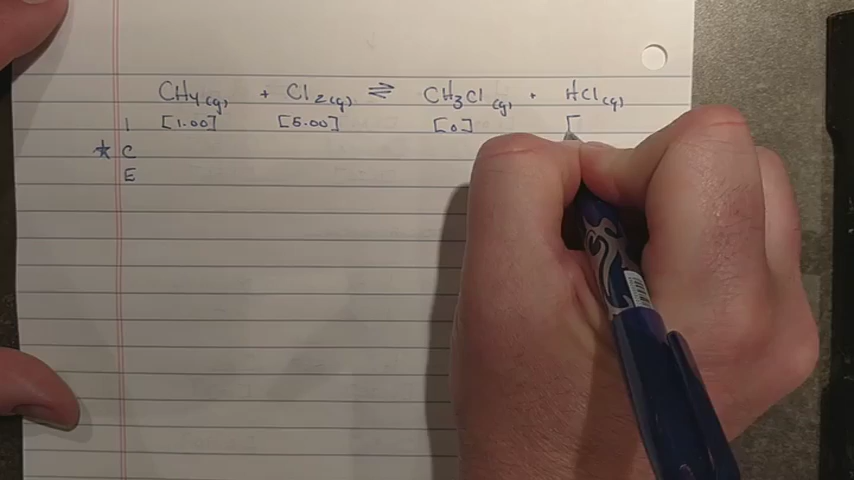 CH4(g) + Cl2(g) ⇌ CH3Cl(g) + HCl(g)
I [1.00] [5.00] [0] [
★ C
E